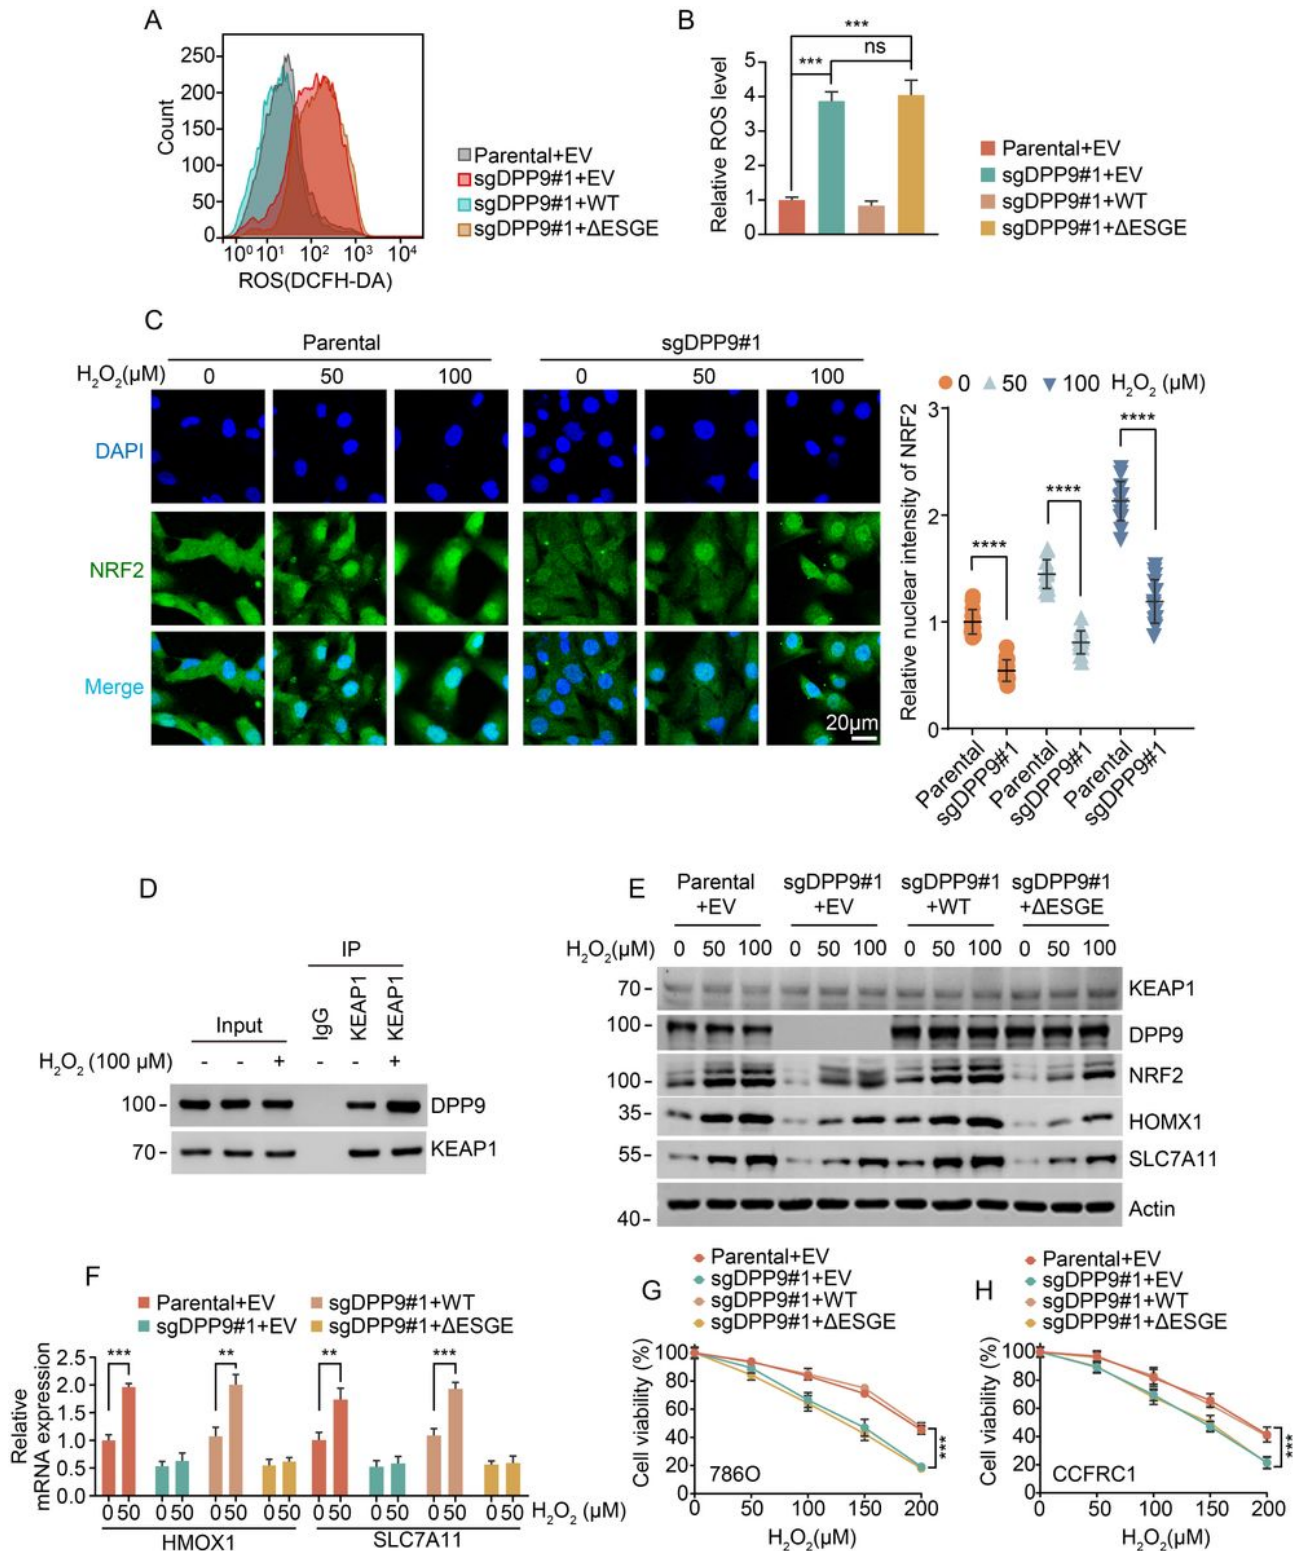 A
250
200
150
100
50
0
Count
10⁰ 10¹ 10² 10³ 10⁴
ROS(DCFH-DA)
Parental+EV
sgDPP9#1+EV
sgDPP9#1+WT
sgDPP9#1+ΔESGE
B
***
ns
***
5
4
3
2
1
0
Relative ROS level
Parental+EV
sgDPP9#1+EV
sgDPP9#1+WT
sgDPP9#1+ΔESGE
C
Parental sgDPP9#1
H₂O₂(μM) 0 50 100 0 50 100
DAPI
NRF2
Merge
20μm
0 50 100 H₂O₂ (μM)
3
2
1
0
Relative nuclear intensity of NRF2
**** **** ****
Parental sgDPP9#1 Parental sgDPP9#1 Parental sgDPP9#1
D
IP
Input IgG KEAP1 KEAP1
H₂O₂ (100 μM) - - + - - +
100- DPP9
70- KEAP1
E
Parental +EV sgDPP9#1 +EV sgDPP9#1 +WT sgDPP9#1 +ΔESGE
H₂O₂(μM) 0 50 100 0 50 100 0 50 100 0 50 100
70- KEAP1
100- DPP9
100- NRF2
35- HOMX1
55- SLC7A11
40- Actin
F
Parental+EV sgDPP9#1+WT
sgDPP9#1+EV sgDPP9#1+ΔESGE
2.5
2.0
1.5
1.0
0.5
0.0
Relative
mRNA expression
*** ** ** ***
0 50 0 50 0 50 0 50 0 50 0 50 0 50 0 50 H₂O₂ (μM)
HMOX1 SLC7A11
G
Parental+EV
sgDPP9#1+EV
sgDPP9#1+WT
sgDPP9#1+ΔESGE
100
80
60
40
20
0
Cell viability (%)
***
786O
0 50 100 150 200
H₂O₂(μM)
H
Parental+EV
sgDPP9#1+EV
sgDPP9#1+WT
sgDPP9#1+ΔESGE
100
80
60
40
20
0
Cell viability (%)
***
CCFRC1
0 50 100 150 200
H₂O₂(μM)